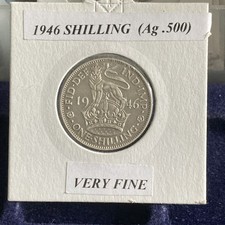 1946 SHILLING (Ag .500)
FID·DEF IND·IMP
19 46
ONE·SHILLING
VERY FINE